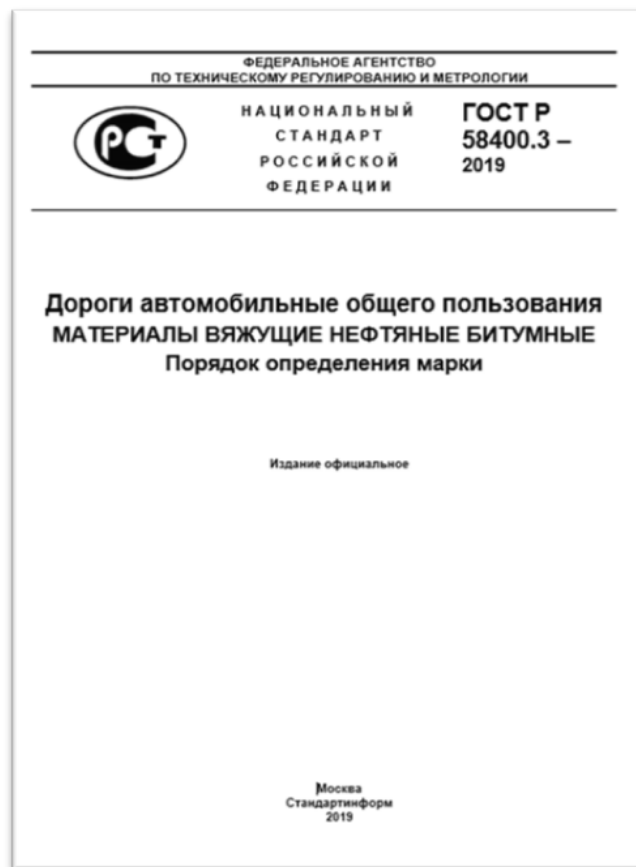 ФЕДЕРАЛЬНОЕ АГЕНТСТВО
ПО ТЕХНИЧЕСКОМУ РЕГУЛИРОВАНИЮ И МЕТРОЛОГИИ
НАЦИОНАЛЬНЫЙ
СТАНДАРТ
РОССИЙСКОЙ
ФЕДЕРАЦИИ
ГОСТ Р
58400.3 –
2019
Дороги автомобильные общего пользования
МАТЕРИАЛЫ ВЯЖУЩИЕ НЕФТЯНЫЕ БИТУМНЫЕ
Порядок определения марки
Издание официальное
Москва
Стандартинформ
2019